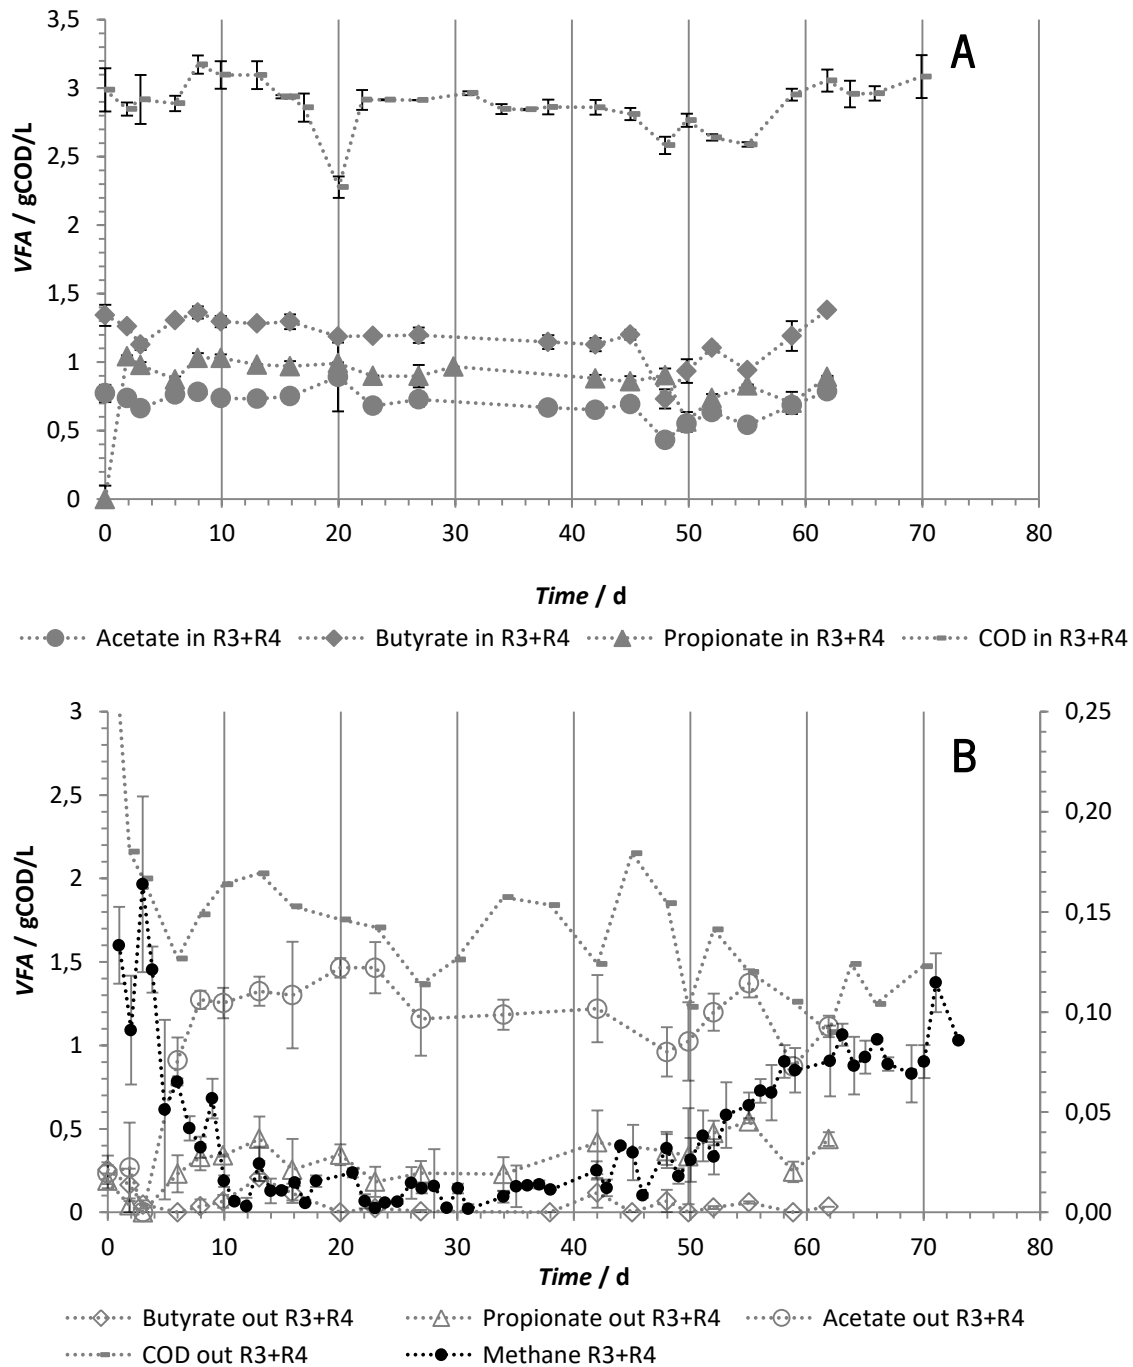 3,5
A
3
2,5
2
1,5
1
0,5
0
VFA / gCOD/L
0 10 20 30 40 50 60 70 80
Time / d
Acetate in R3+R4 Butyrate in R3+R4 Propionate in R3+R4 COD in R3+R4
3 0,25
B
2,5
0,20
2
0,15
1,5
0,10
1
0,05
0,5
0 0,00
VFA / gCOD/L
0 10 20 30 40 50 60 70 80
Time / d
Butyrate out R3+R4 Propionate out R3+R4 Acetate out R3+R4
COD out R3+R4 Methane R3+R4